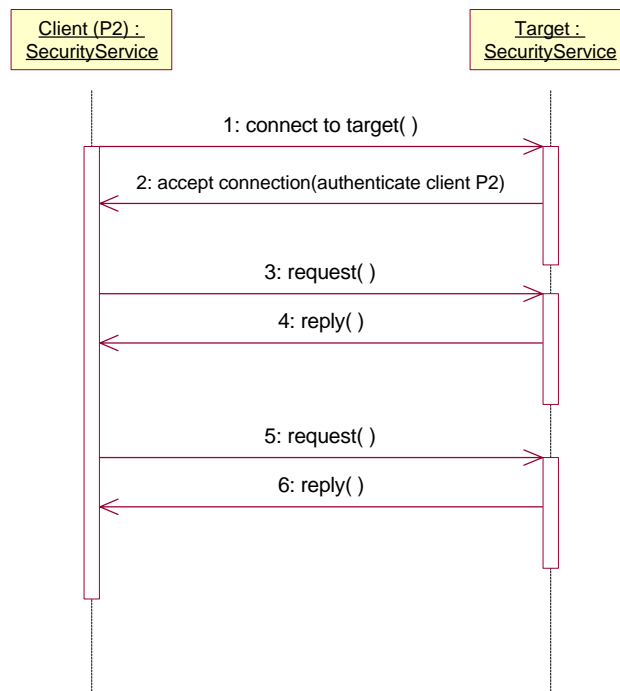 Client (P2) :
SecurityService
Target :
SecurityService
1: connect to target( )
2: accept connection(authenticate client P2)
3: request( )
4: reply( )
5: request( )
6: reply( )